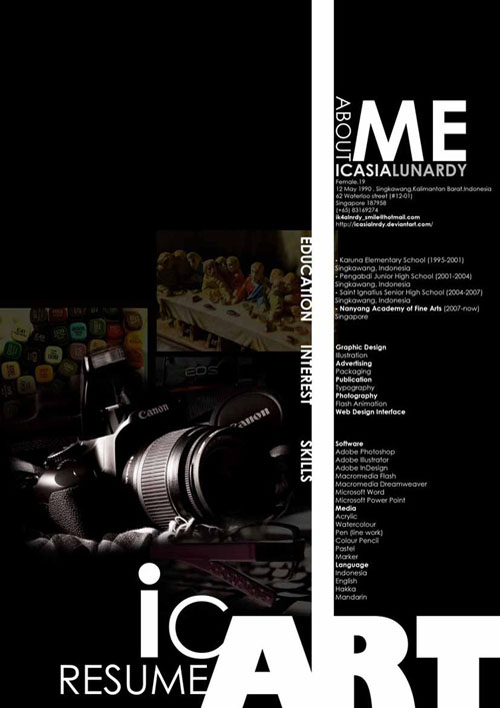 ABOUT
ME
ICASIALUNARDY
Female,19
12 May 1990 , Singkawang,Kalimantan Barat,Indonesia
62 Waterloo street (#12-01)
Singapore 187958
(+65) 83169274
ik4alnrdy_smile@hotmail.com
http://icasialnrdy.deviantart.com/
EDUCATION
- Karuna Elementary School (1995-2001)
Singkawang, Indonesia
- Pengabdi Junior High School (2001-2004)
Singkawang, Indonesia
- Saint Ignatius Senior High School (2004-2007)
Singkawang, Indonesia
- Nanyang Academy of Fine Arts (2007-now)
Singapore
INTEREST
Graphic Design
Illustration
Advertising
Packaging
Publication
Typography
Photography
Flash Animation
Web Design Interface
SKILLS
Software
Adobe Photoshop
Adobe Illustrator
Adobe InDesign
Macromedia Flash
Macromedia Dreamweaver
Microsoft Word
Microsoft Power Point
Media
Acrylic
Watercolour
Pen (line work)
Colour Pencil
Pastel
Marker
Language
Indonesia
English
Hakka
Mandarin
EOS
Canon
Canon
ic
ART
RESUME